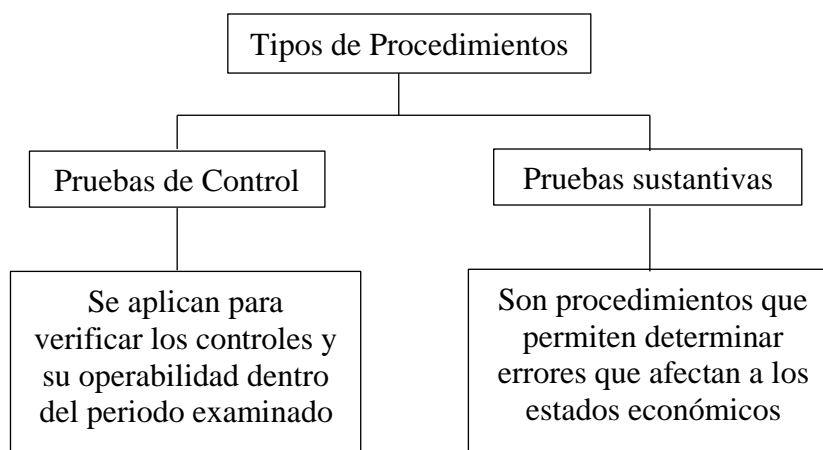 Tipos de Procedimientos
Pruebas de Control
Pruebas sustantivas
Se aplican para
verificar los controles y
su operabilidad dentro
del periodo examinado
Son procedimientos que
permiten determinar
errores que afectan a los
estados económicos